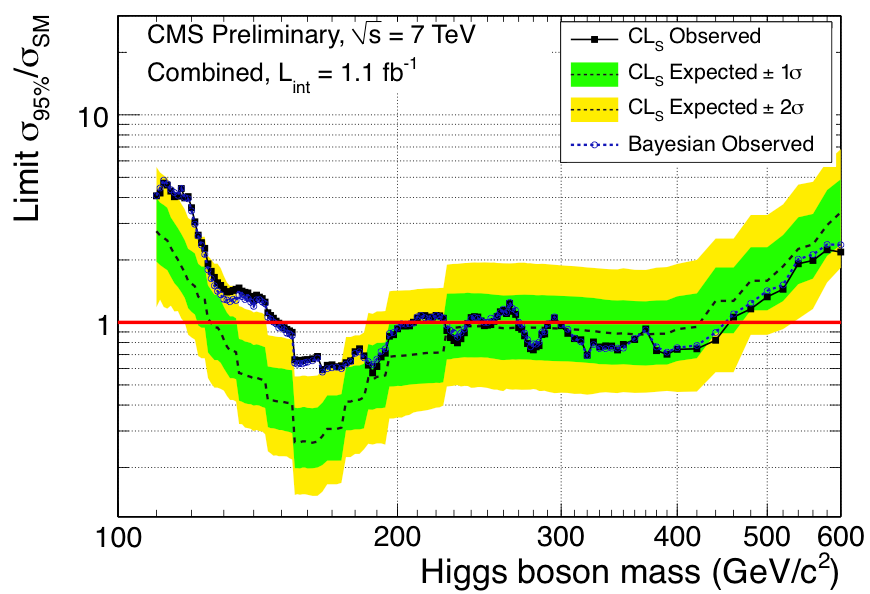 CMS Preliminary, √s = 7 TeV
Combined, L_int = 1.1 fb⁻¹
CL_S Observed
CL_S Expected ± 1σ
CL_S Expected ± 2σ
Bayesian Observed
Limit σ_95%/σ_SM
10
1
100
200
300
400
500
600
Higgs boson mass (GeV/c²)